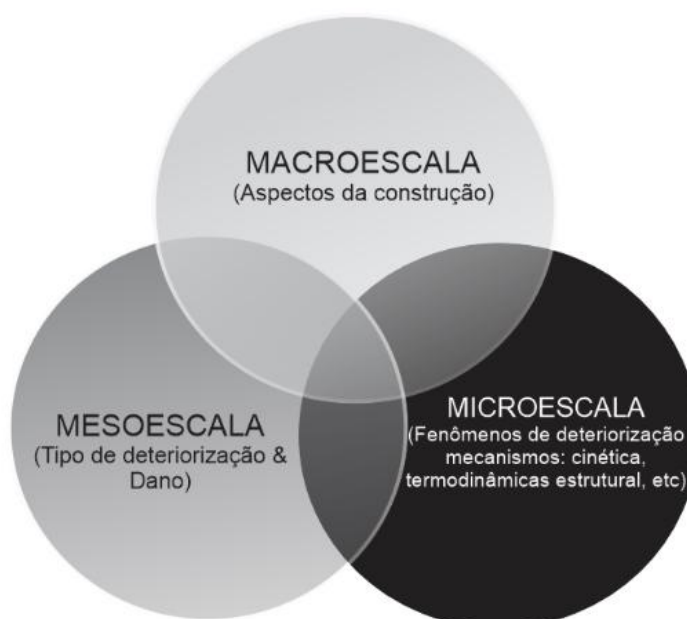 MACROESCALA
(Aspectos da construção)
MESOESCALA
(Tipo de deteriorização &
Dano)
MICROESCALA
(Fenômenos de deteriorização
mecanismos: cinética,
termodinâmicas estrutural, etc)